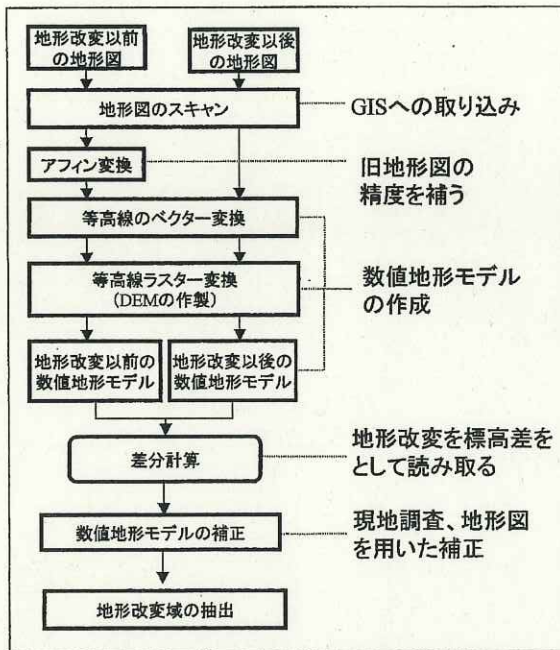 地形改変以前
の地形図
地形改変以後
の地形図
地形図のスキャン
GISへの取り込み
アフィン変換
旧地形図の
精度を補う
等高線のベクター変換
等高線ラスター変換
(DEMの作製)
数値地形モデル
の作成
地形改変以前の
数値地形モデル
地形改変以後の
数値地形モデル
差分計算
地形改変を標高差を
として読み取る
数値地形モデルの補正
現地調査、地形図
を用いた補正
地形改変域の抽出